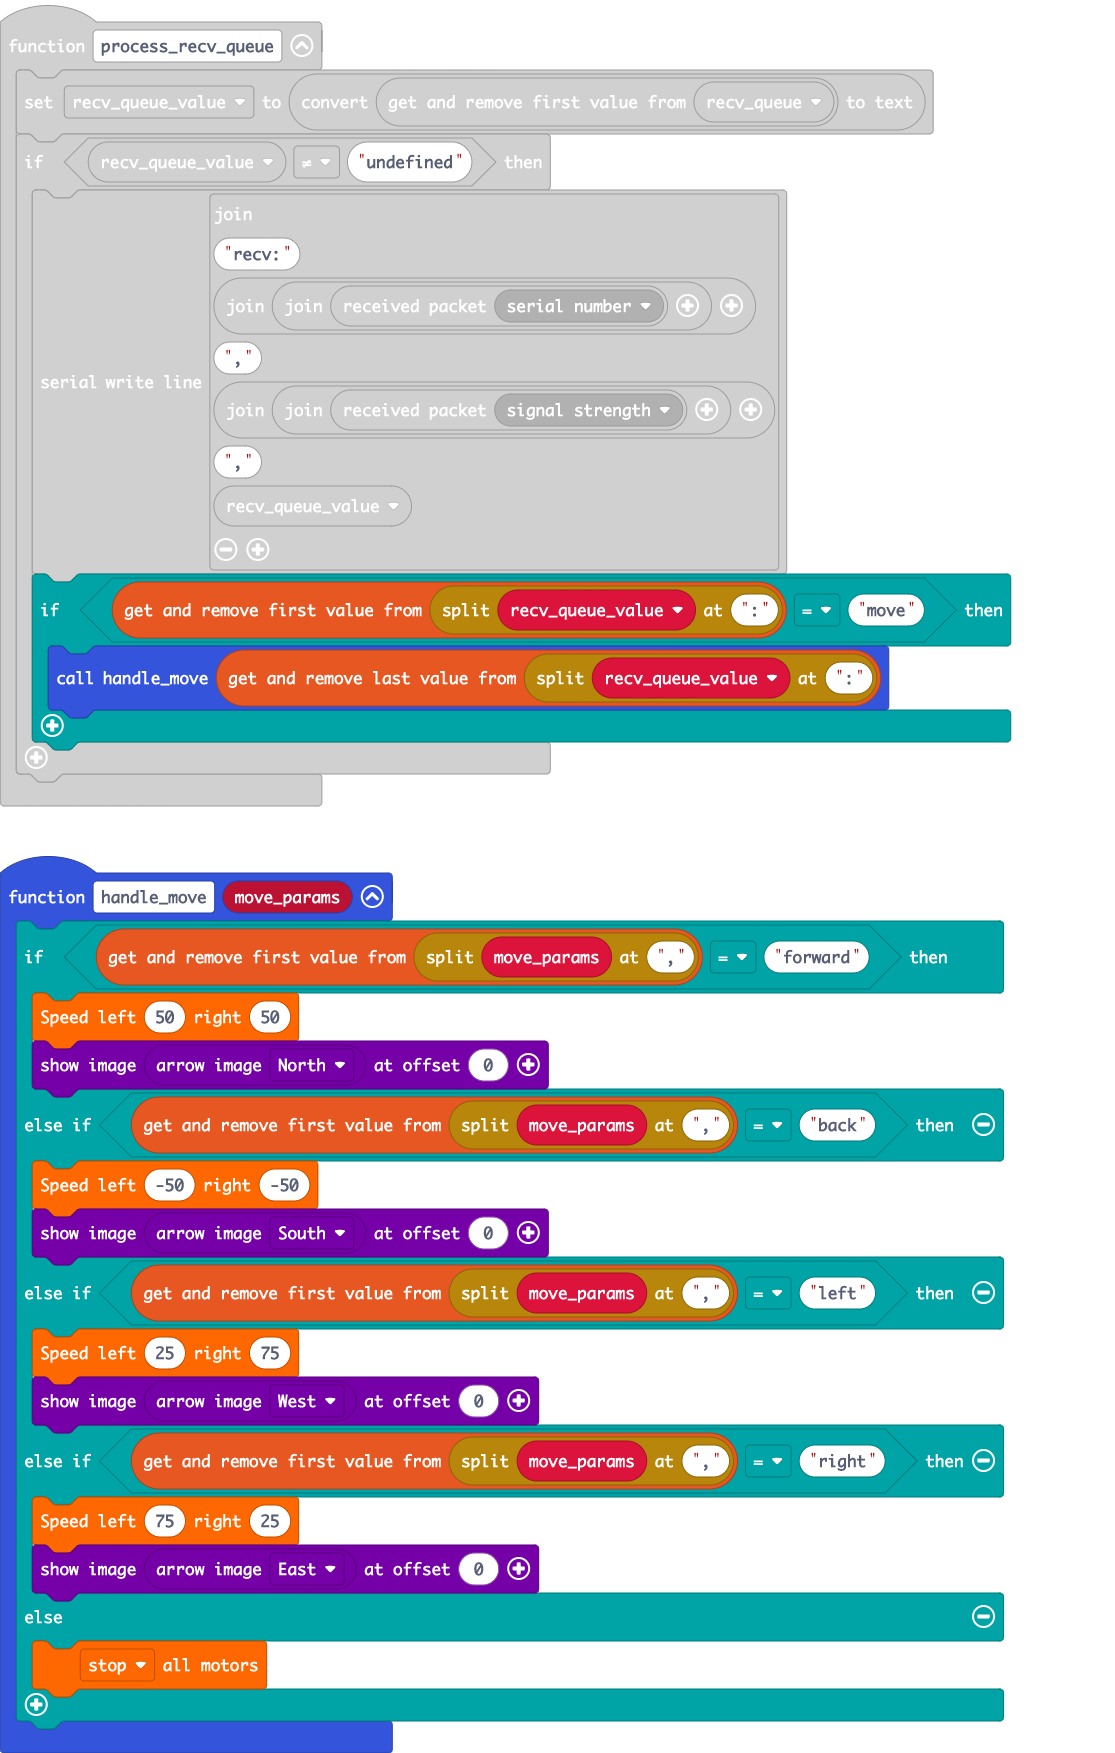 function process_recv_queue
set recv_queue_value to convert get and remove first value from recv_queue to text
if recv_queue_value ≠ "undefined" then
join
"recv:"
join join received packet serial number
","
serial write line
join join received packet signal strength
","
recv_queue_value
if get and remove first value from split recv_queue_value at ":" = "move" then
call handle_move get and remove last value from split recv_queue_value at ":"
function handle_move move_params
if get and remove first value from split move_params at "," = "forward" then
Speed left 50 right 50
show image arrow image North at offset 0
else if get and remove first value from split move_params at "," = "back" then
Speed left -50 right -50
show image arrow image South at offset 0
else if get and remove first value from split move_params at "," = "left" then
Speed left 25 right 75
show image arrow image West at offset 0
else if get and remove first value from split move_params at "," = "right" then
Speed left 75 right 25
show image arrow image East at offset 0
else
stop all motors